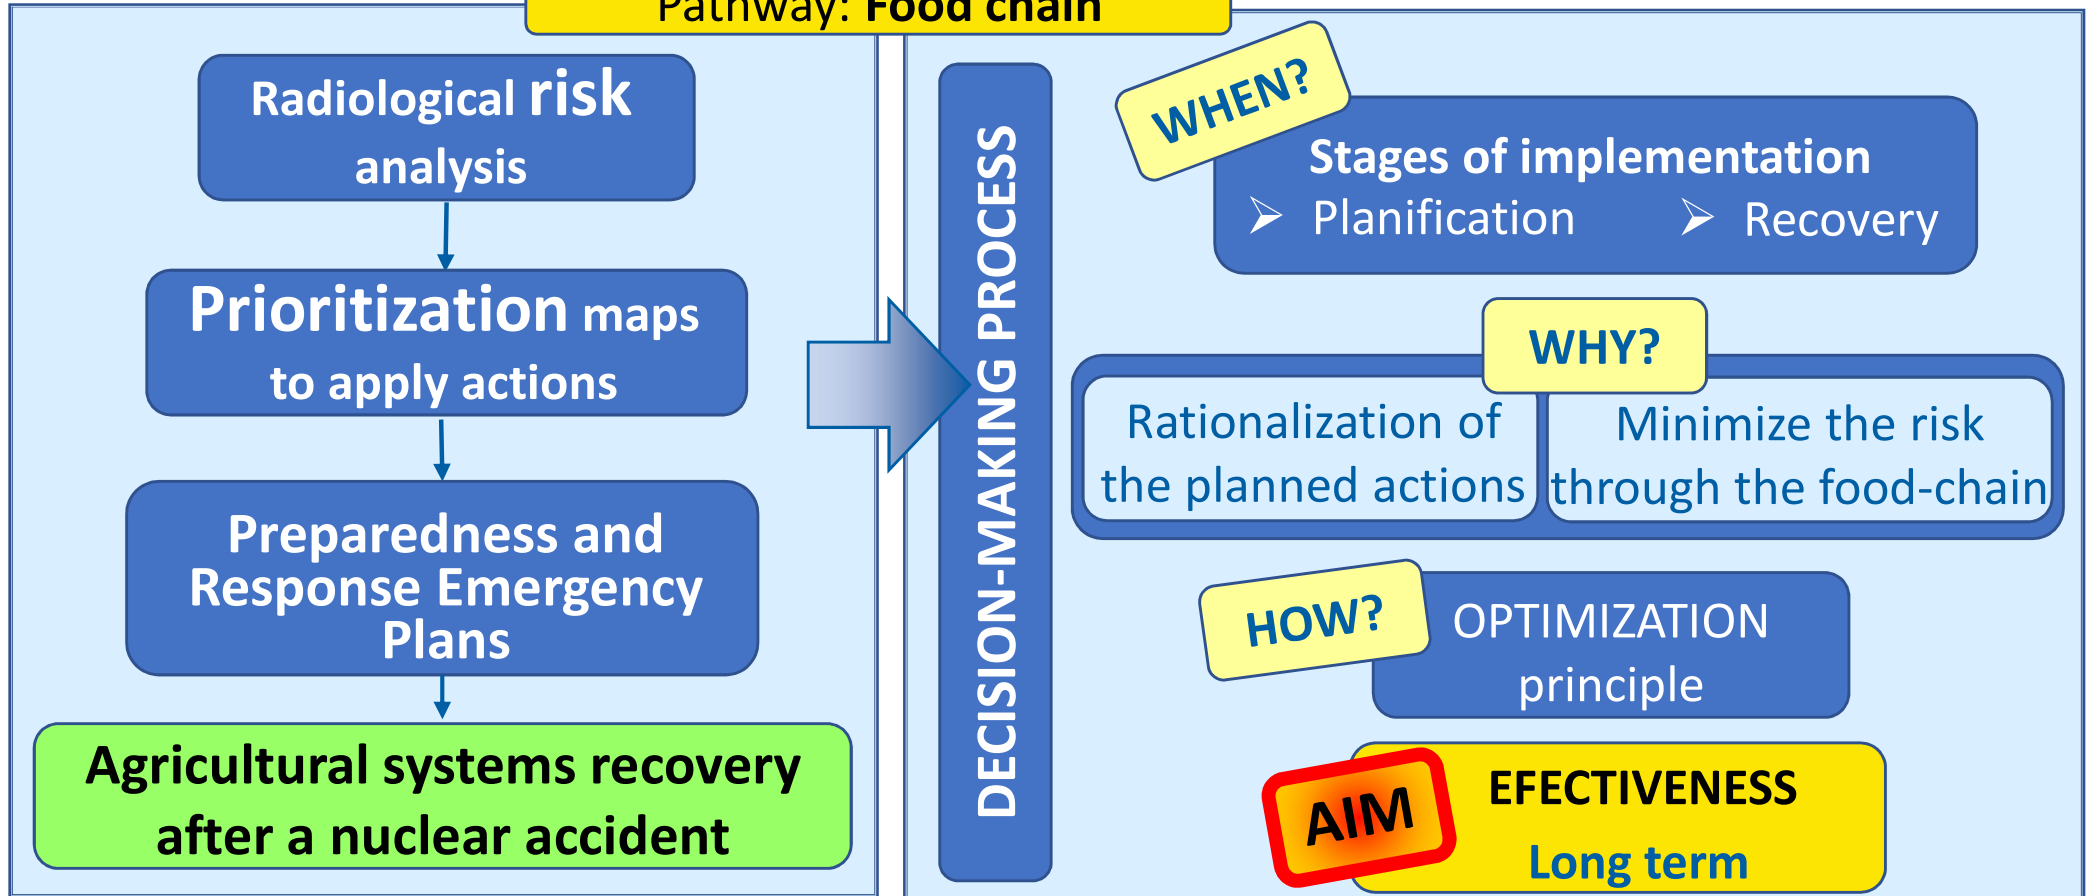 Pathway: Food chain
Radiological risk
analysis
Prioritization maps
to apply actions
Preparedness and
Response Emergency
Plans
Agricultural systems recovery
after a nuclear accident
DECISION-MAKING PROCESS
WHEN?
Stages of implementation
➢ Planification
➢ Recovery
WHY?
Rationalization of
the planned actions
Minimize the risk
through the food-chain
HOW?
OPTIMIZATION
principle
AIM
EFECTIVENESS
Long term